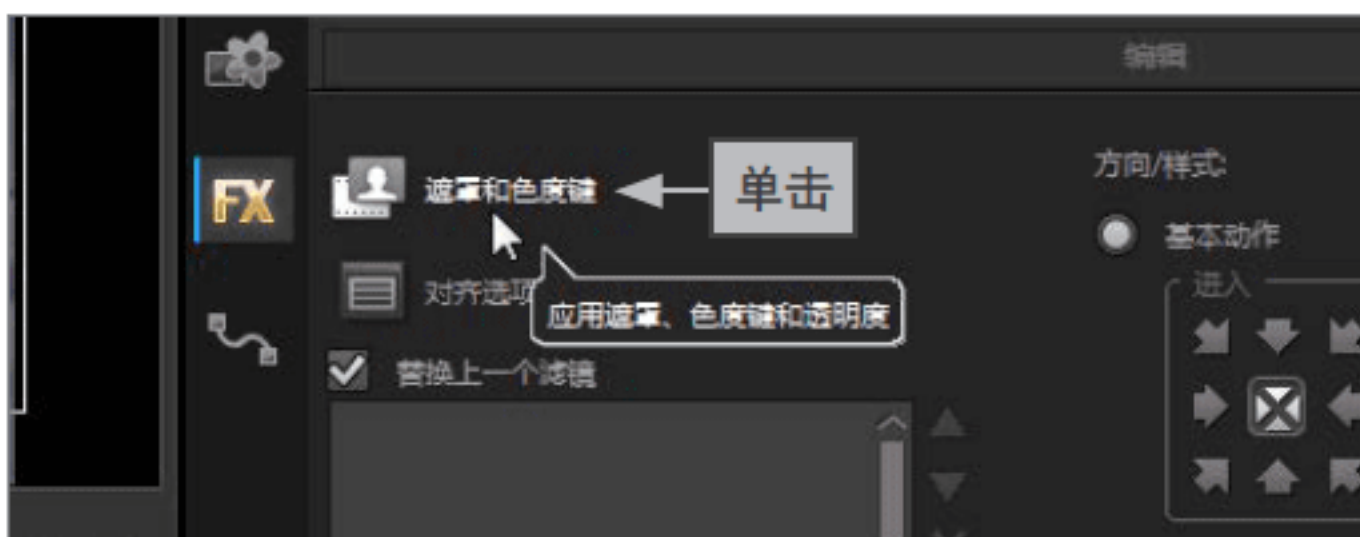 编辑
FX
遮罩和色度键
单击
方向/样式:
基本动作
对齐选项
进入
应用遮罩、色度键和透明度
替换上一个滤镜